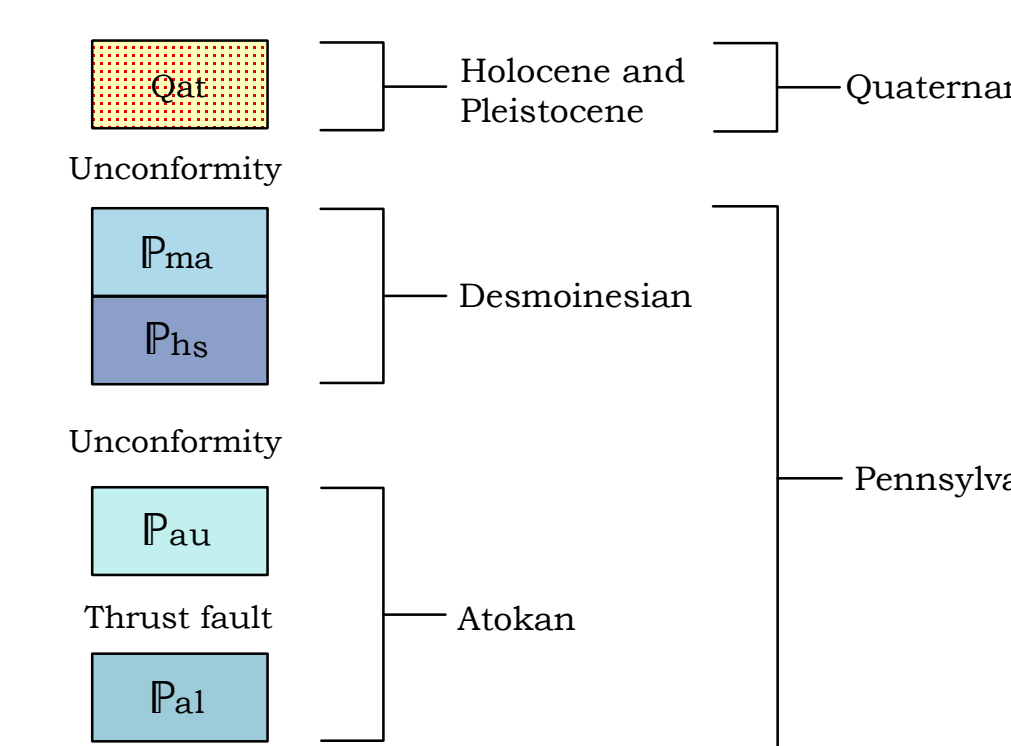 Qat
Holocene and
Pleistocene
Quaternar
Unconformity
ℙma
ℙhs
Desmoinesian
Unconformity
Pennsylva
ℙau
Thrust fault
Atokan
ℙal